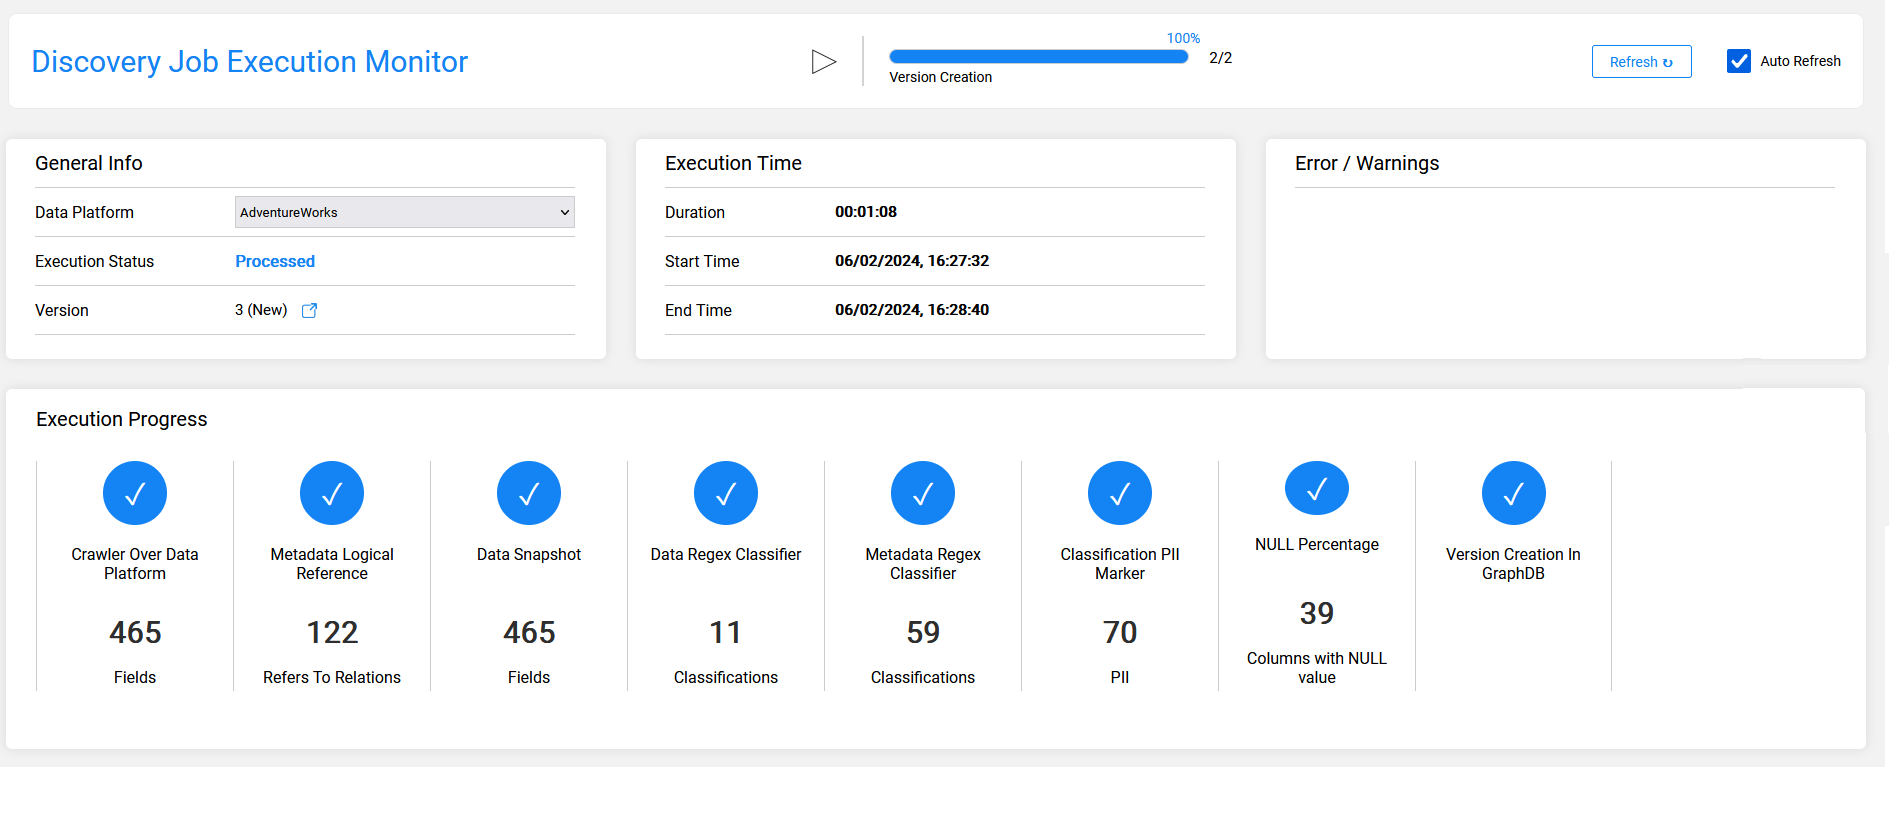 Discovery Job Execution Monitor
100%
2/2
Version Creation
Refresh ↻
Auto Refresh
General Info
Data Platform
AdventureWorks
Execution Status
Processed
Version
3 (New)
Execution Time
Duration
00:01:08
Start Time
06/02/2024, 16:27:32
End Time
06/02/2024, 16:28:40
Error / Warnings
Execution Progress
Crawler Over Data
Platform
465
Fields
Metadata Logical
Reference
122
Refers To Relations
Data Snapshot
465
Fields
Data Regex Classifier
11
Classifications
Metadata Regex
Classifier
59
Classifications
Classification PII
Marker
70
PII
NULL Percentage
39
Columns with NULL
value
Version Creation In
GraphDB